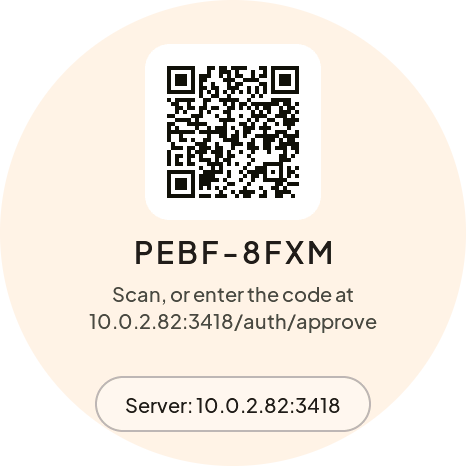 PEBF-8FXM
Scan, or enter the code at
10.0.2.82:3418/auth/approve
Server: 10.0.2.82:3418